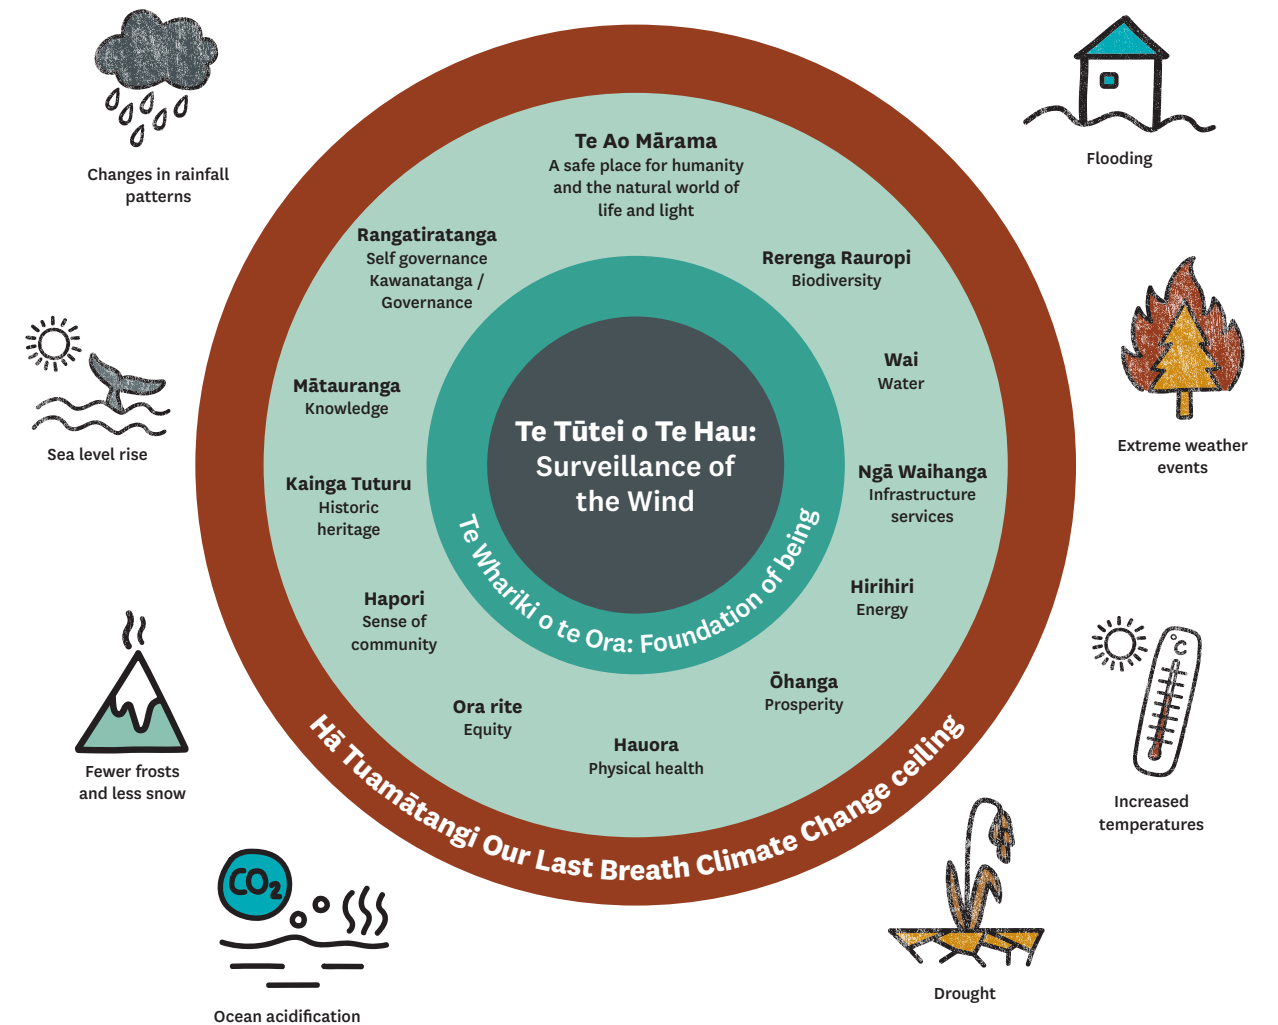 Changes in rainfall
patterns
Flooding
Te Ao Mārama
A safe place for humanity
and the natural world of
life and light
Rangatiratanga
Self governance
Kawanatanga /
Governance
Rerenga Rauropi
Biodiversity
Mātauranga
Knowledge
Wai
Water
Sea level rise
Extreme weather
events
Kainga Tuturu
Historic
heritage
Te Tūtei o Te Hau:
Surveillance of
the Wind
Ngā Waihanga
Infrastructure
services
Te Whariki o te Ora: Foundation of being
Hapori
Sense of
community
Hirihiri
Energy
Ora rite
Equity
Ōhanga
Prosperity
Hauora
Physical health
Hā Tuamātangi Our Last Breath Climate Change ceiling
Fewer frosts
and less snow
°C
Increased
temperatures
CO₂
Ocean acidification
Drought